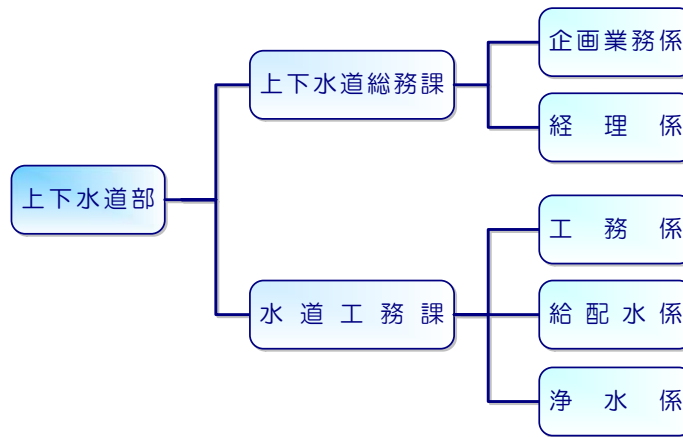 上下水道部
上下水道総務課
企画業務係
経理係
水道工務課
工務係
給配水係
浄水係